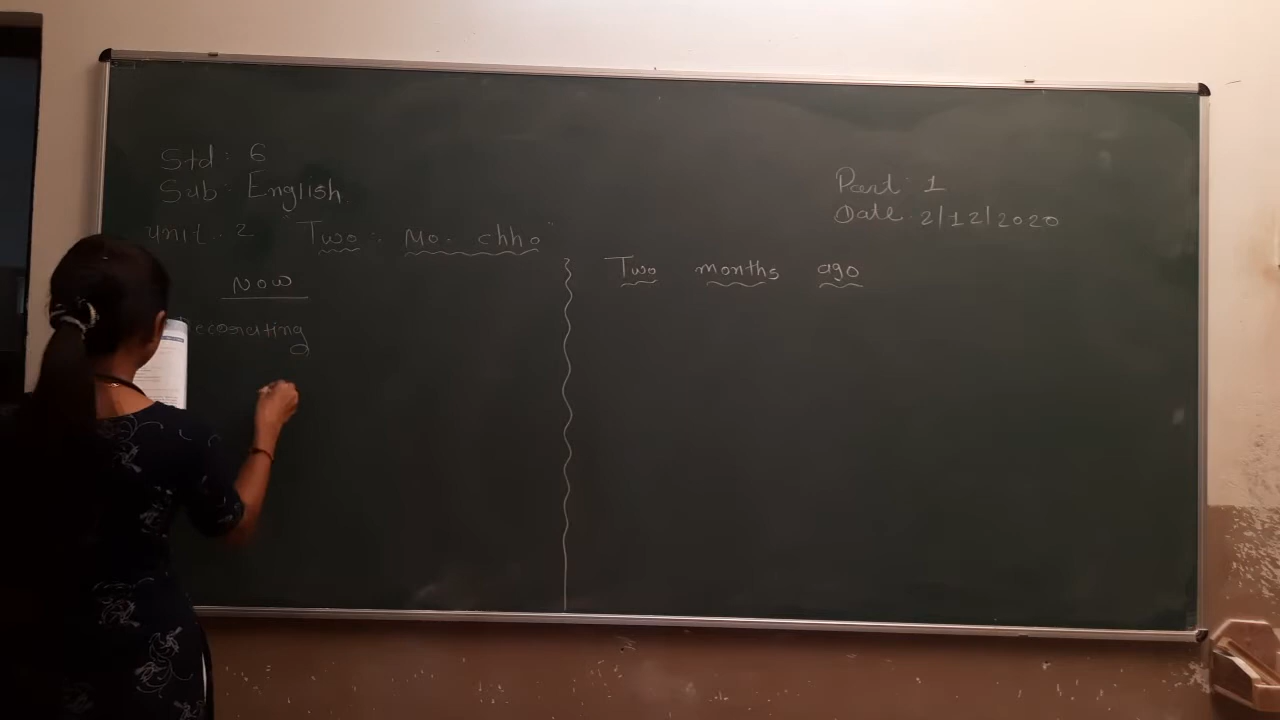 Std: 6
Sub: English
Part: 1
Date: 2/12/2020
Unit: 2 "Two: Mo. chho"
Now
Two months ago
ecorating